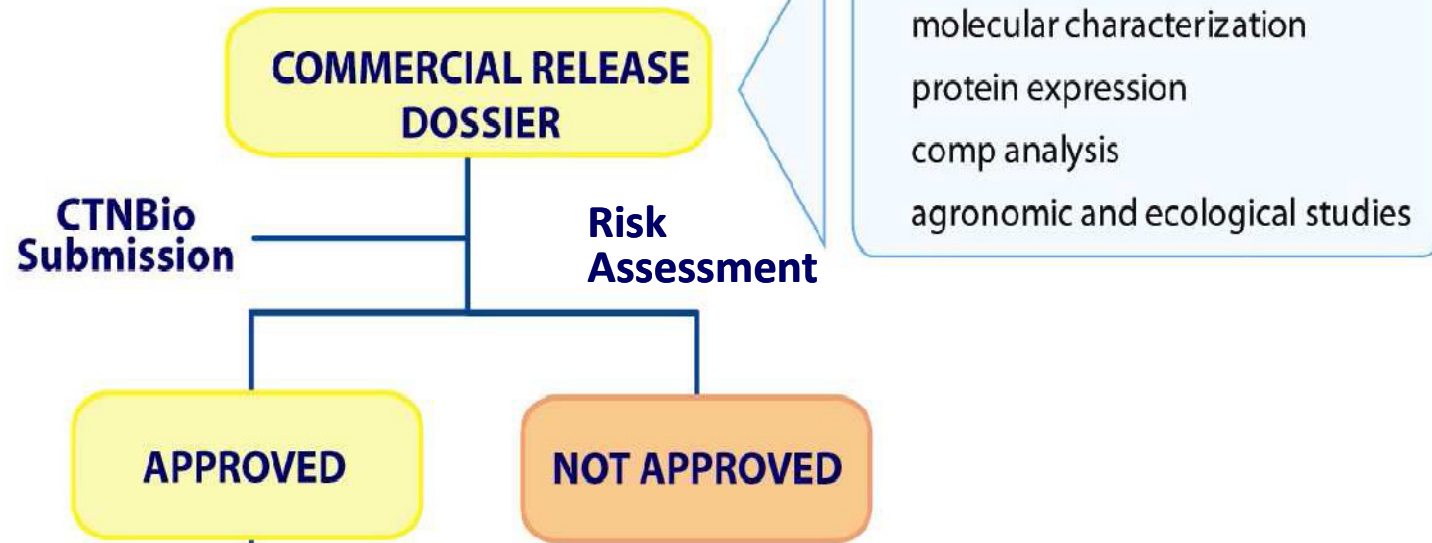 COMMERCIAL RELEASE
DOSSIER
molecular characterization
protein expression
comp analysis
agronomic and ecological studies
CTNBio
Submission
Risk
Assessment
APPROVED
NOT APPROVED